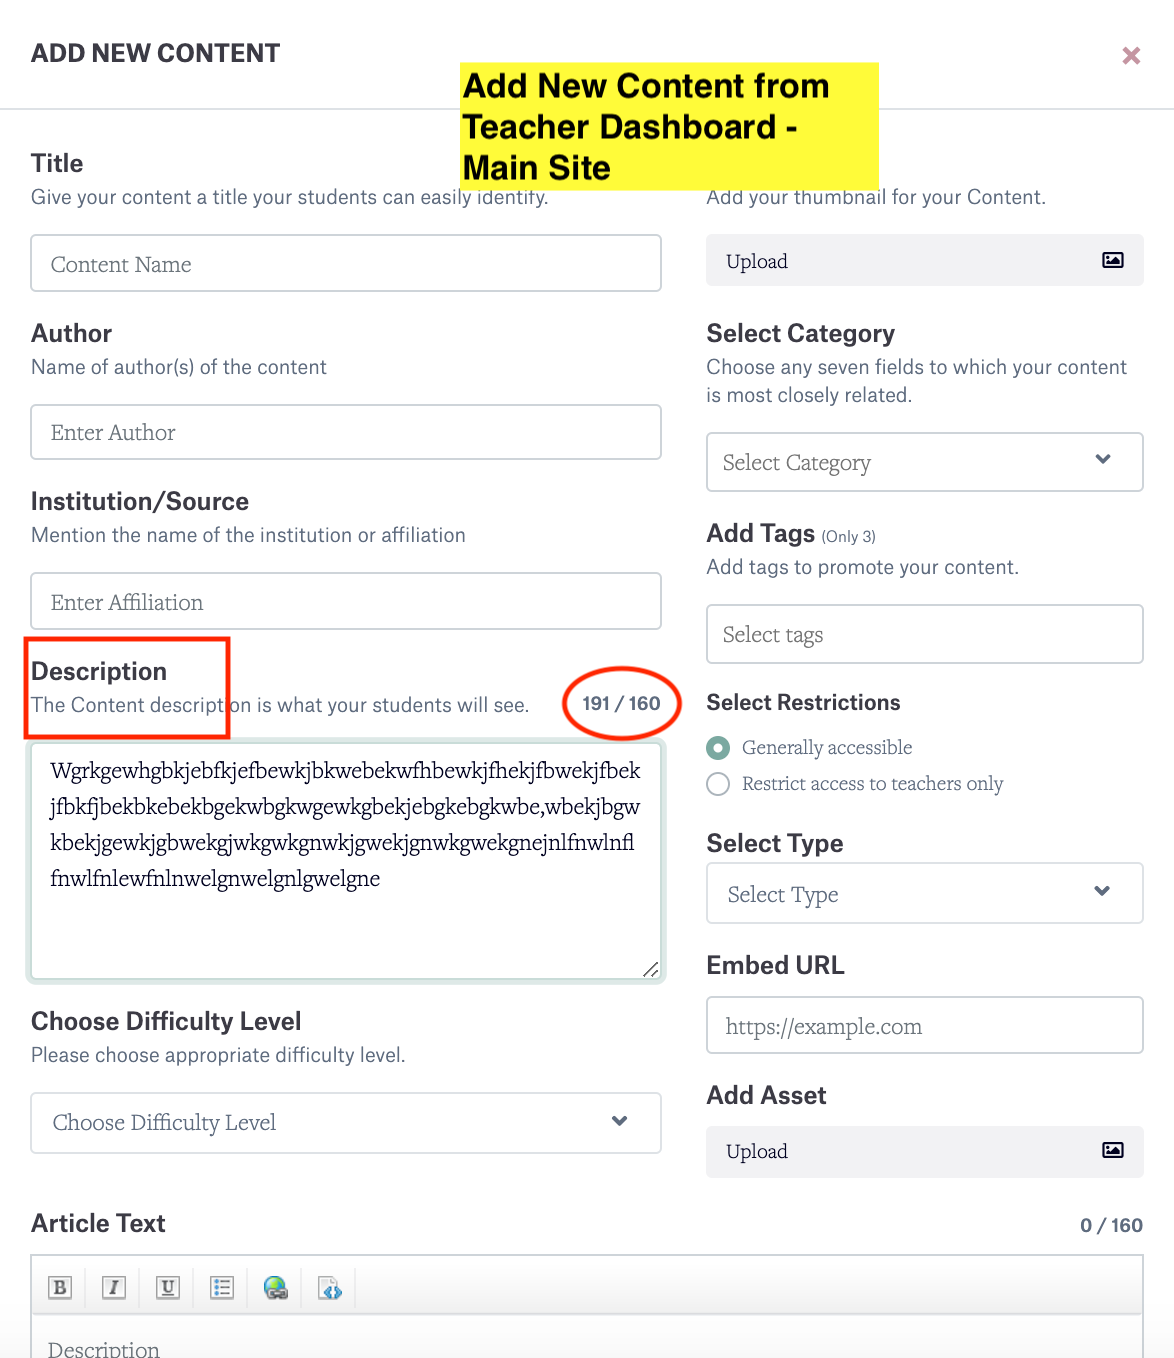 ADD NEW CONTENT
Add New Content from
Teacher Dashboard -
Main Site
Title
Give your content a title your students can easily identify.
Content Name
Author
Name of author(s) of the content
Enter Author
Institution/Source
Mention the name of the institution or affiliation
Enter Affiliation
Description
The Content description is what your students will see.
191 / 160
Wgrkgewhgbkjebfkjefbewkjbkwebekwfhbewkjfhekjfbwekjfbek
jfbkfjbekbkebekbgekwbgkwgewkgbekjebgkebgkwbe,wbekjbgw
kbekjgewkjgbwekgjwkgwkgnwkjgwekjgnwkgwekgnejnlfnwlnfl
fnwlfnlewfnlnwelgnwelgnlgwelgne
Choose Difficulty Level
Please choose appropriate difficulty level.
Choose Difficulty Level
Add your thumbnail for your Content.
Upload
Select Category
Choose any seven fields to which your content
is most closely related.
Select Category
Add Tags (Only 3)
Add tags to promote your content.
Select tags
Select Restrictions
Generally accessible
Restrict access to teachers only
Select Type
Select Type
Embed URL
https://example.com
Add Asset
Upload
Article Text
0 / 160
B I U
Description